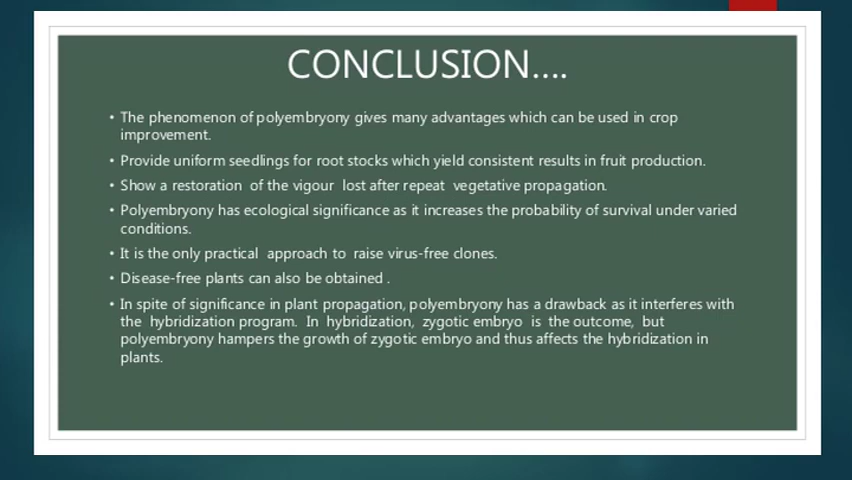 CONCLUSION....
• The phenomenon of polyembryony gives many advantages which can be used in crop
improvement.
• Provide uniform seedlings for root stocks which yield consistent results in fruit production.
• Show a restoration of the vigour lost after repeat vegetative propagation.
• Polyembryony has ecological significance as it increases the probability of survival under varied
conditions.
• It is the only practical approach to raise virus-free clones.
• Disease-free plants can also be obtained .
• In spite of significance in plant propagation, polyembryony has a drawback as it interferes with
the hybridization program. In hybridization, zygotic embryo is the outcome, but
polyembryony hampers the growth of zygotic embryo and thus affects the hybridization in
plants.